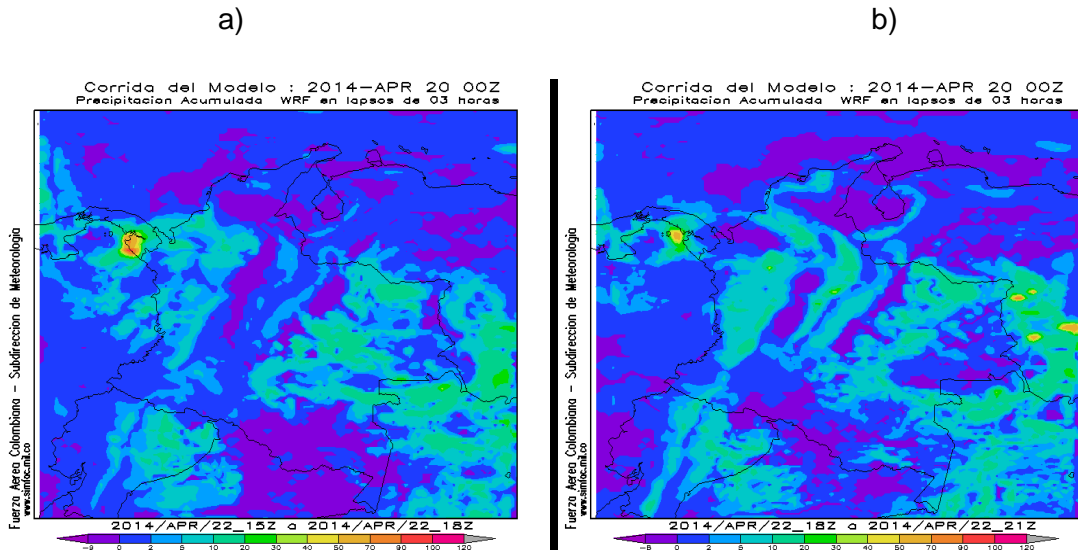 a)
Corrida del Modelo : 2014-APR 20 00Z
Precipitacion Acumulada WRF en lapsos de 03 horas
Fuerza Aerea Colombiana - Subdireccion de Meteorologia
www.simfac.mil.co
2014/APR/22_15Z a 2014/APR/22_18Z
-9 0 2 5 10 20 30 40 50 70 90 100 120
b)
Corrida del Modelo : 2014-APR 20 00Z
Precipitacion Acumulada WRF en lapsos de 03 horas
Fuerza Aerea Colombiana - Subdireccion de Meteorologia
www.simfac.mil.co
2014/APR/22_18Z a 2014/APR/22_21Z
-8 0 2 5 10 20 30 40 50 70 90 100 120